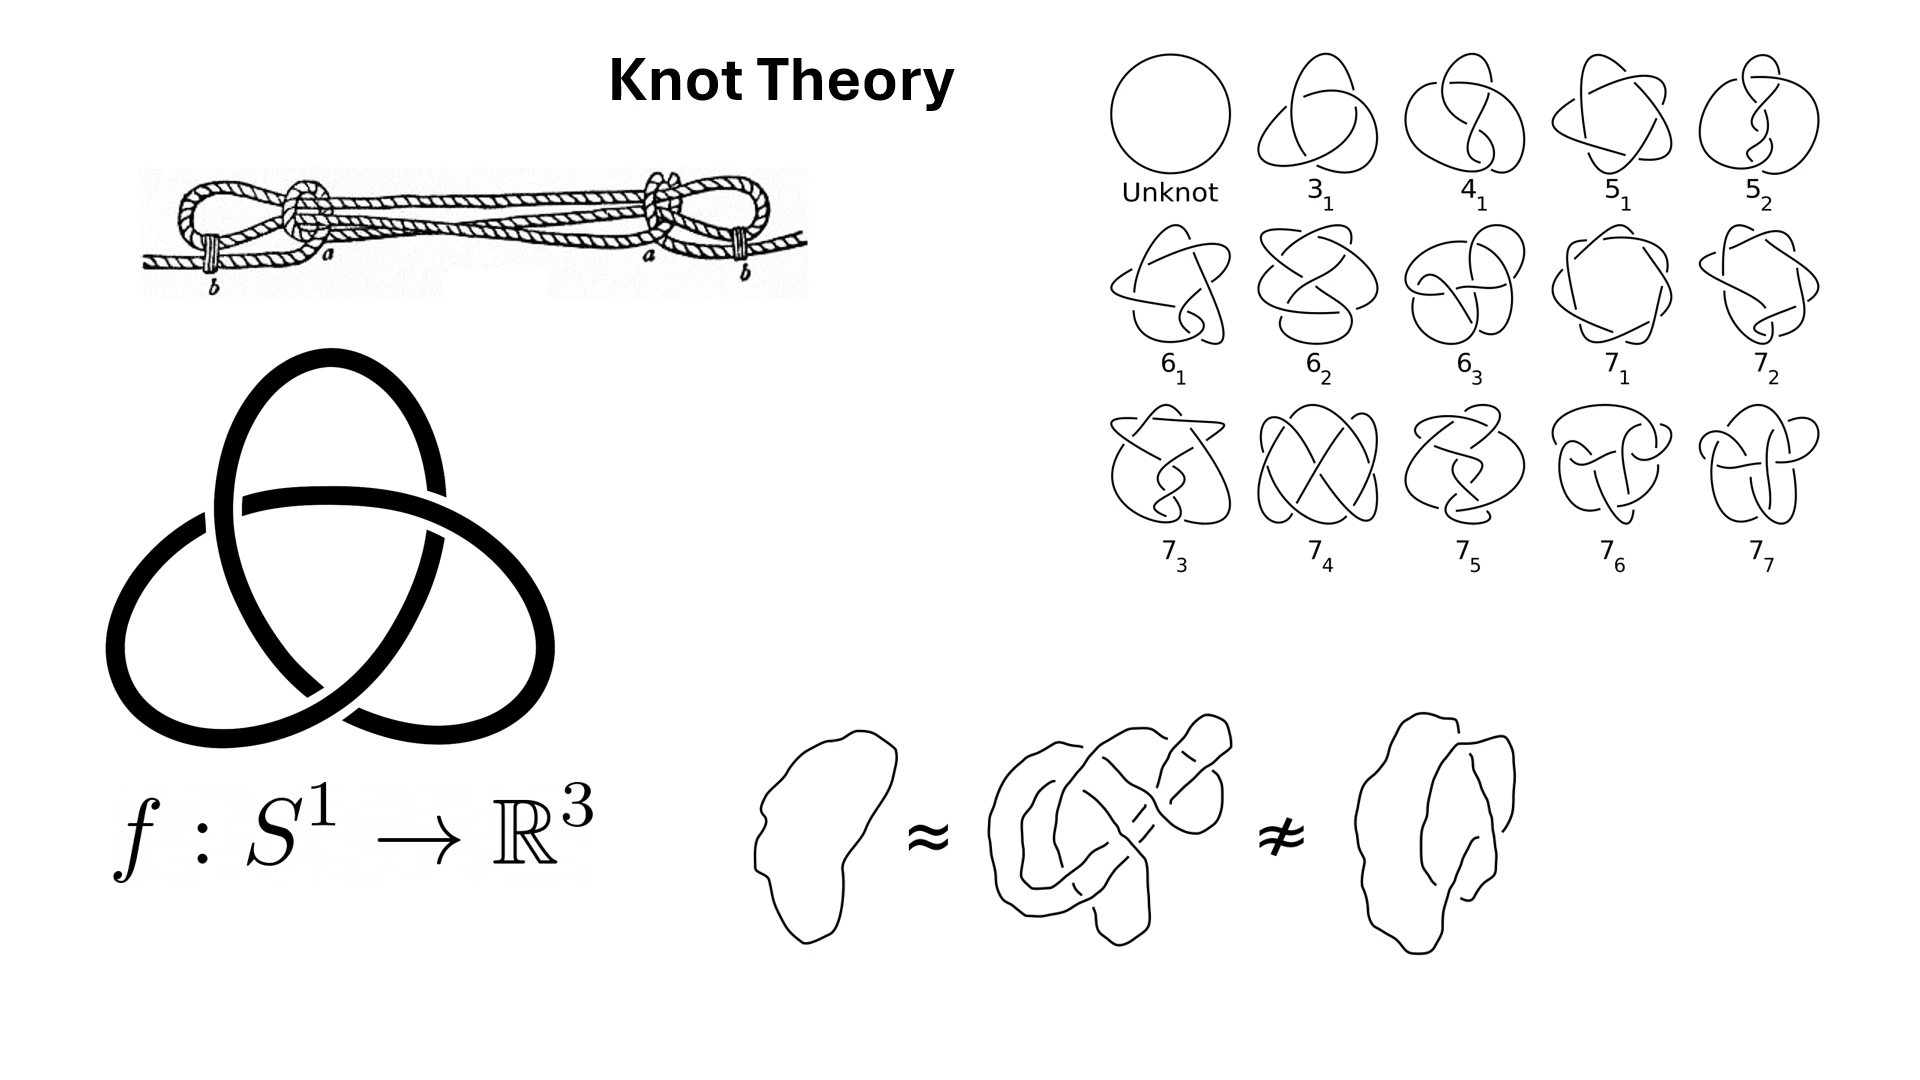 Knot Theory
a a
b b
Unknot 3₁ 4₁ 5₁ 5₂
6₁ 6₂ 6₃ 7₁ 7₂
7₃ 7₄ 7₅ 7₆ 7₇
f : S¹ → ℝ³
≈ ≉